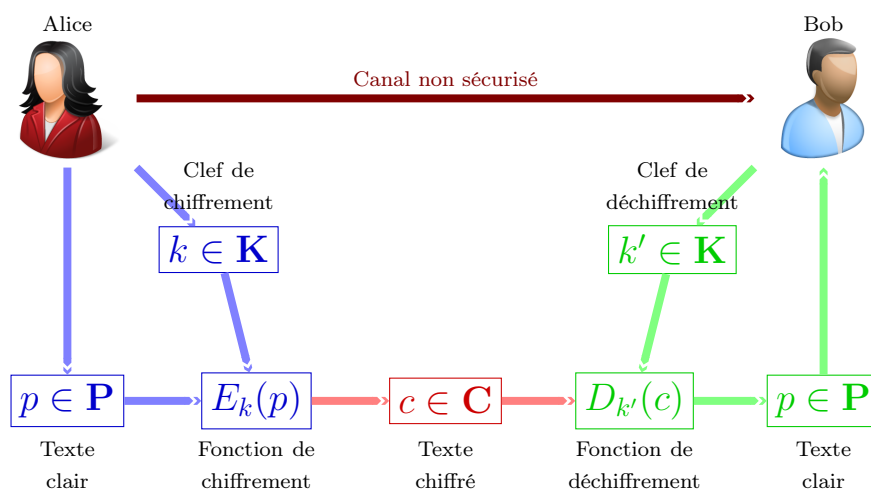 Alice
Bob
Canal non sécurisé
Clef de
chiffrement
Clef de
déchiffrement
k ∈ K
k′ ∈ K
p ∈ P
E_k(p)
c ∈ C
D_{k′}(c)
p ∈ P
Texte
clair
Fonction de
chiffrement
Texte
chiffré
Fonction de
déchiffrement
Texte
clair